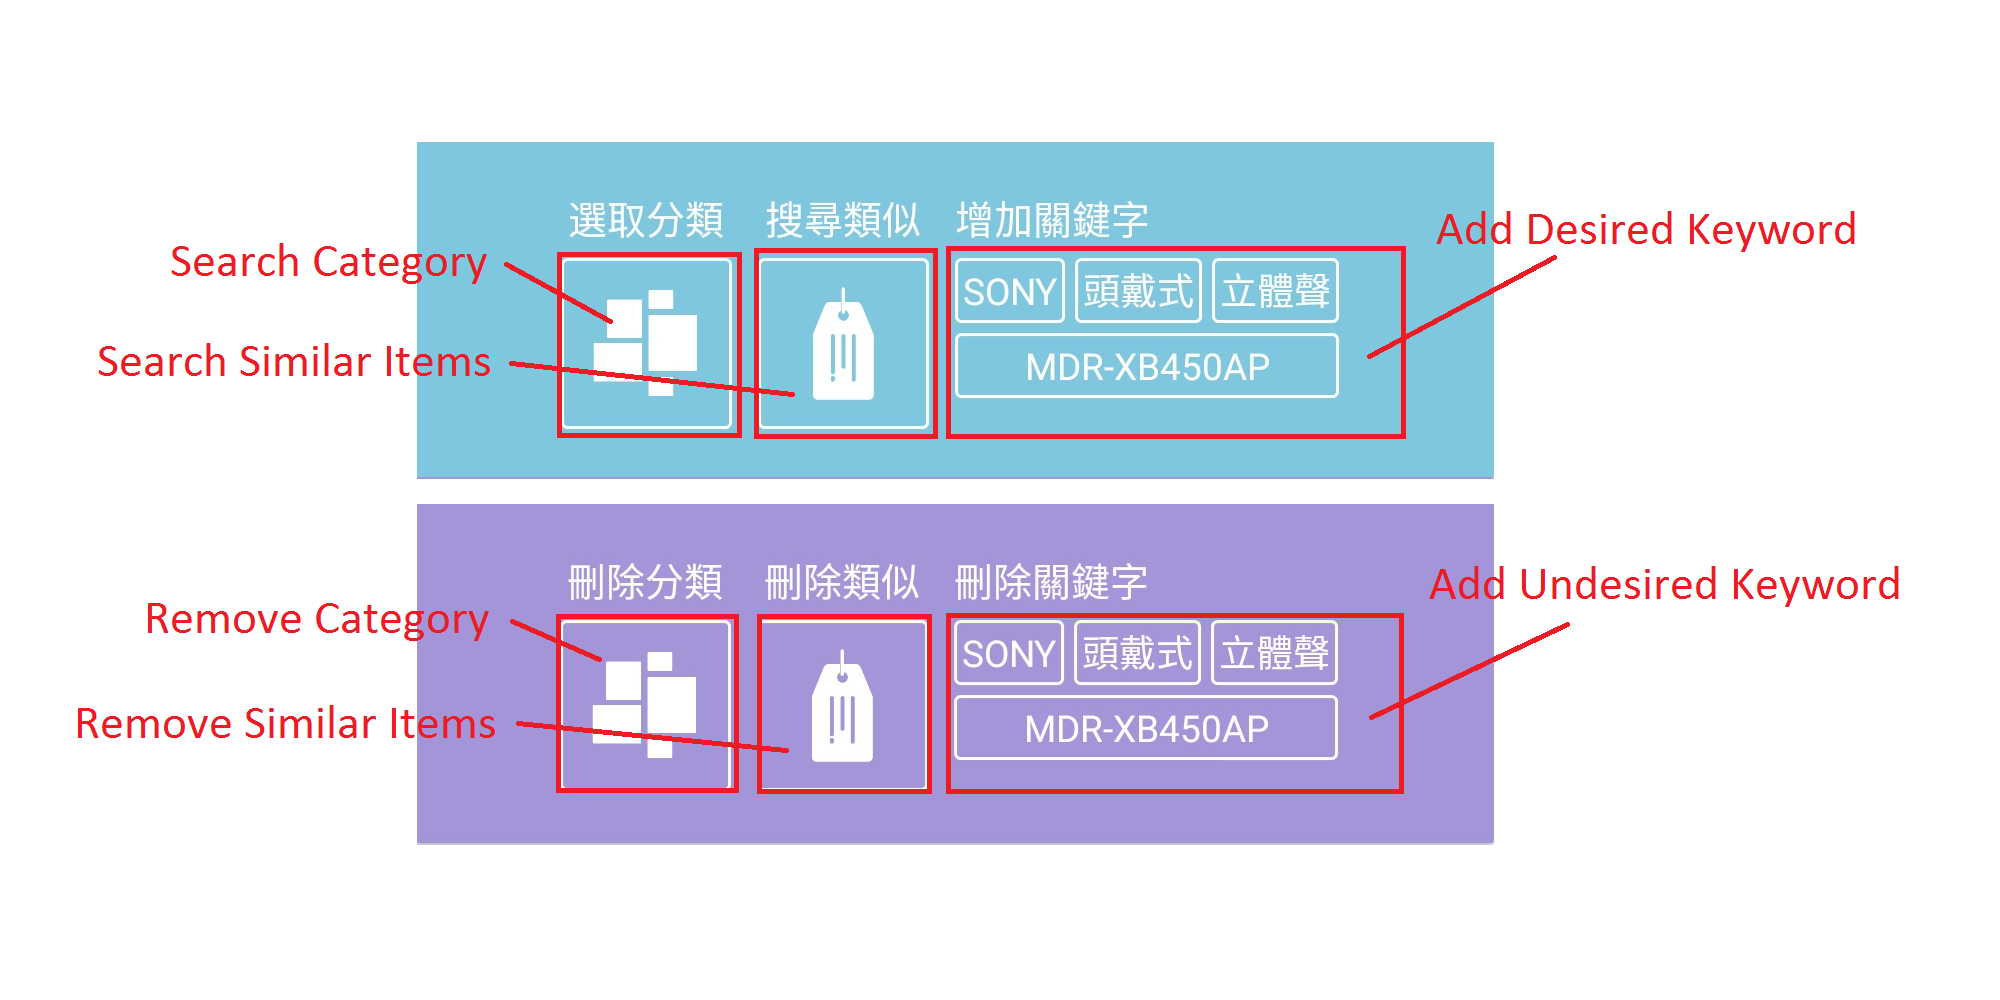 選取分類 搜尋類似 增加關鍵字
Add Desired Keyword
Search Category
SONY 頭戴式 立體聲
Search Similar Items
MDR-XB450AP
刪除分類 刪除類似 刪除關鍵字
Add Undesired Keyword
Remove Category
SONY 頭戴式 立體聲
Remove Similar Items
MDR-XB450AP